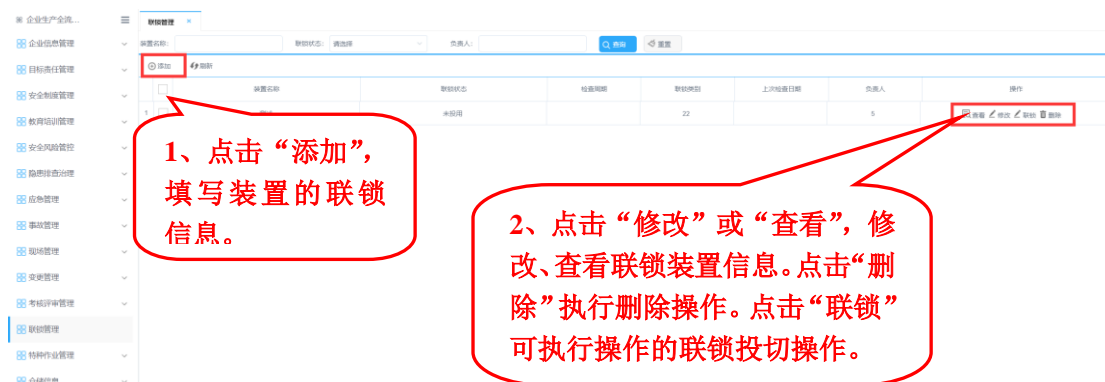 企业生产全流...
联锁管理 ×
企业信息管理
目标责任管理
安全制度管理
教育培训管理
安全风险管控
隐患排查治理
应急管理
事故管理
现场管理
变更管理
考核评审管理
联锁管理
特种作业管理
仓储信息
装置名称: 联锁状态: 请选择 负责人: 查询 重置
添加 刷新
装置名称 联锁状态 检查周期 联锁类别 上次检查日期 负责人 操作
1 未投用 22 5 查看 修改 联锁 删除
1、点击“添加”,
填写装置的联锁
信息。
2、点击“修改”或“查看”，修
改、查看联锁装置信息。点击“删
除”执行删除操作。点击“联锁”
可执行操作的联锁投切操作。